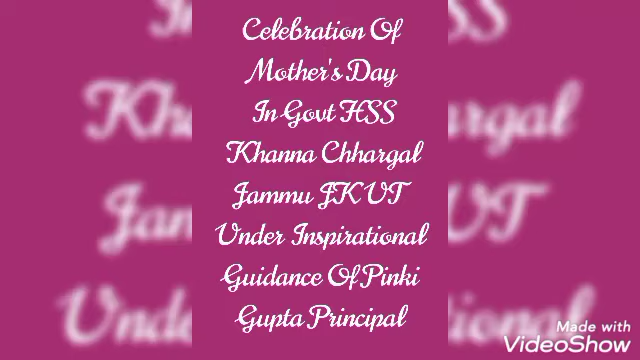 Celebration Of
Mother's Day
In Govt HSS
Khanna Chhargal
Jammu JK UT
Under Inspirational
Guidance Of Pinki
Gupta Principal
Made with
VideoShow